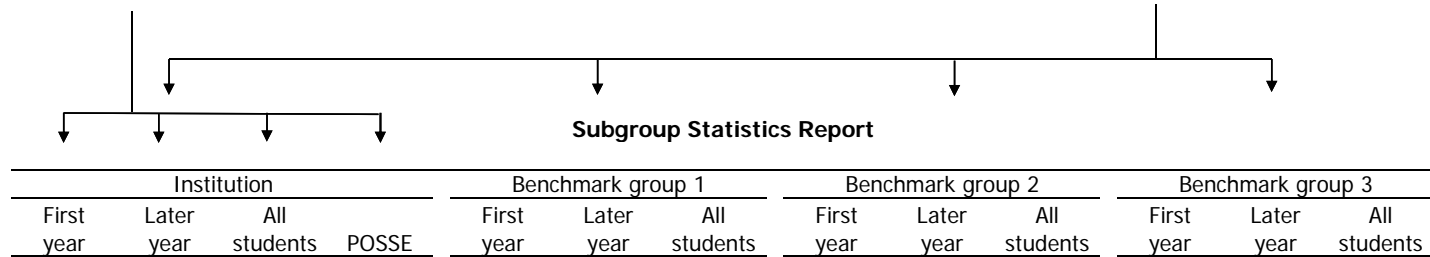 Subgroup Statistics Report
Institution Benchmark group 1 Benchmark group 2 Benchmark group 3
First Later All First Later All First Later All First Later All
year year students POSSE year year students year year students year year students